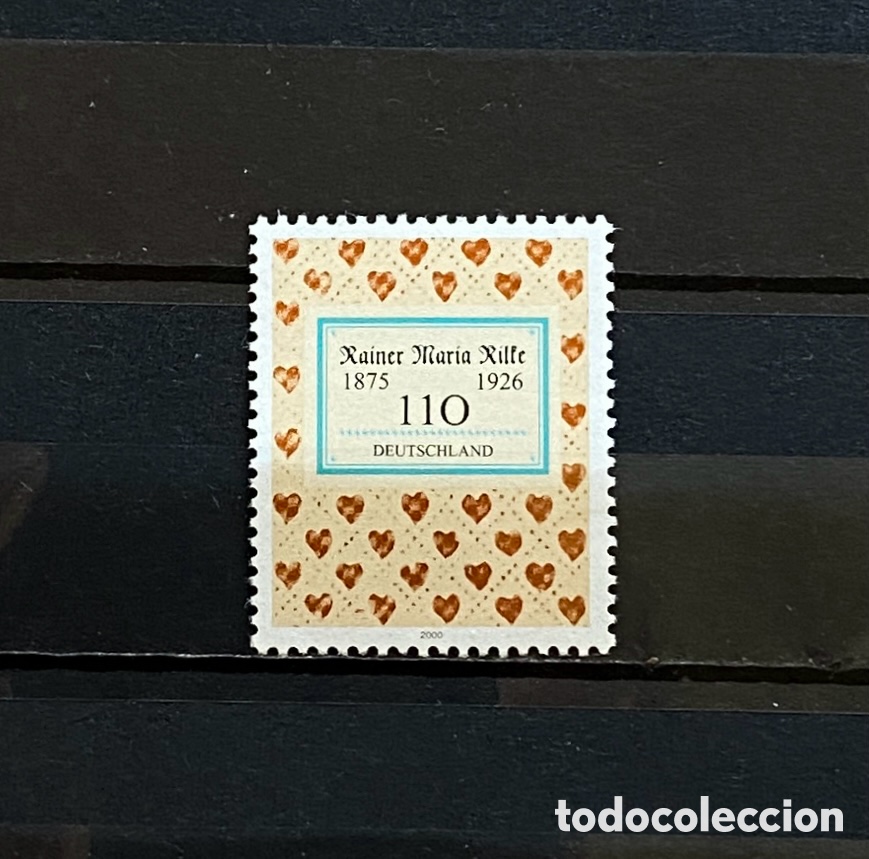 Rainer Maria Rilke
1875 1926
110
DEUTSCHLAND
2000
todocoleccion